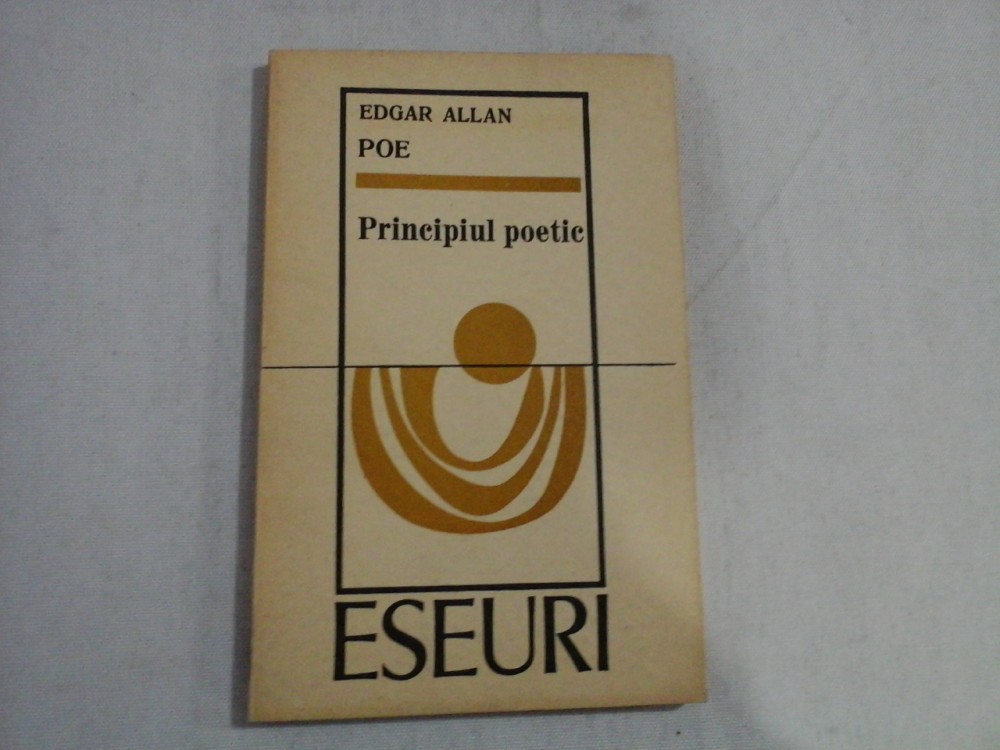 EDGAR ALLAN
POE
Principiul poetic
ESEURI